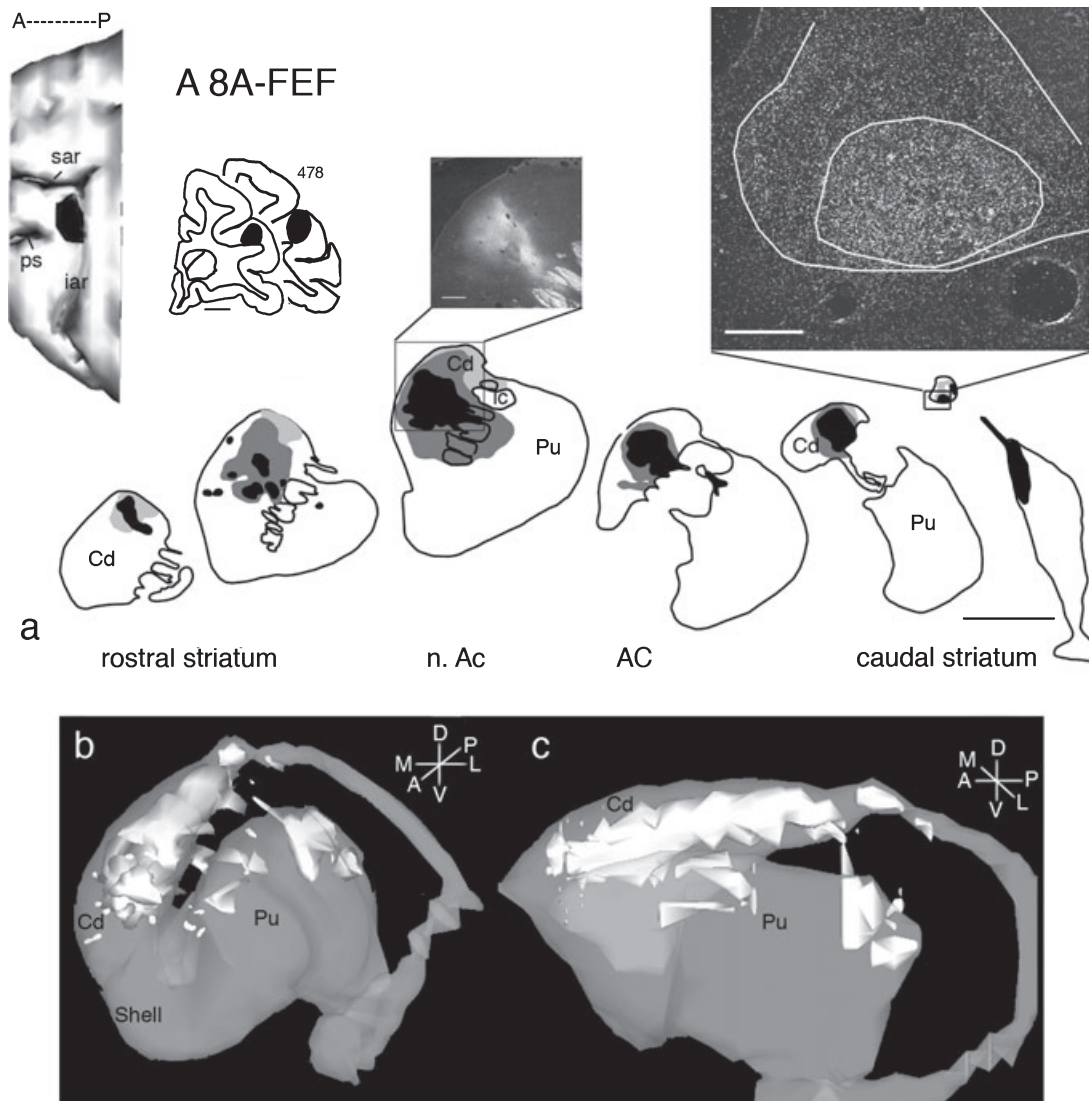 A----------P
A 8A-FEF
sar
478
ps
iar
Cd
Ic
Pu
Cd
Pu
Cd
a
rostral striatum
n. Ac
AC
caudal striatum
b
D
P
M
L
A
V
c
M
D
A
P
V
L
Cd
Cd
Pu
Pu
Shell